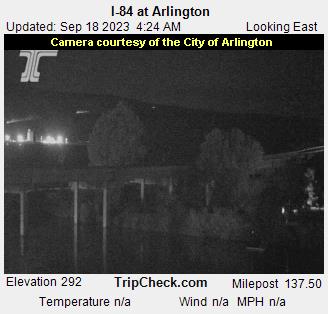 I-84 at Arlington
Updated: Sep 18 2023 4:24 AM Looking East
Camera courtesy of the City of Arlington
Elevation 292 TripCheck.com Milepost 137.50
Temperature n/a Wind n/a MPH n/a